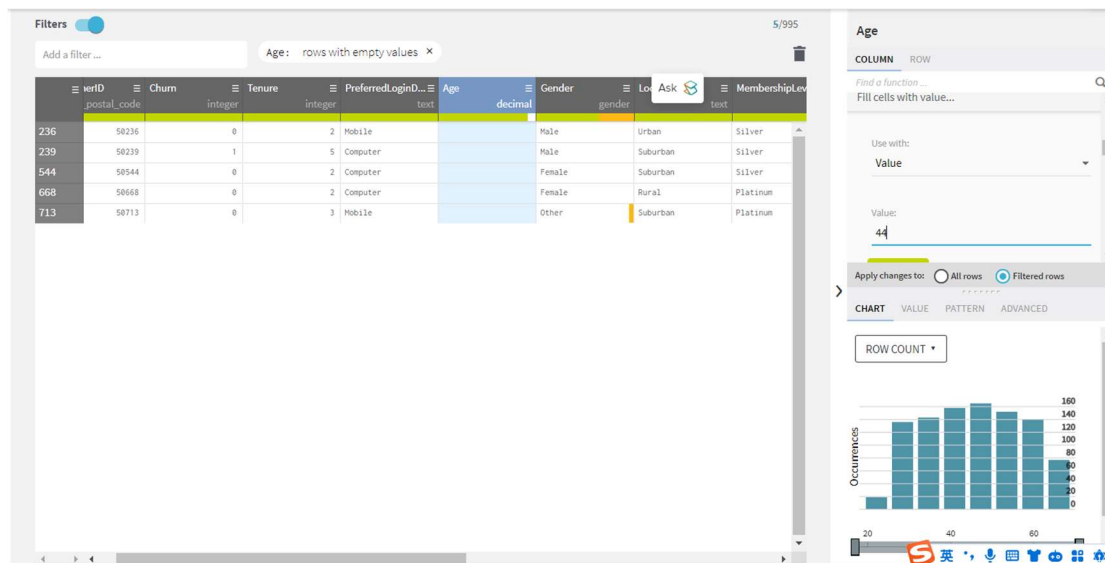 Filters
5/995
Add a filter ...
Age: rows with empty values ×
Age
COLUMN ROW
Find a function ...
Fill cells with value...
Use with:
Value
Value:
44
Apply changes to: All rows Filtered rows
CHART VALUE PATTERN ADVANCED
ROW COUNT
Ask
erID Churn Tenure PreferredLoginD... Age Gender Lo MembershipLev
postal_code integer integer text decimal gender text
236 50236 0 2 Mobile Male Urban Silver
239 50239 1 5 Computer Male Suburban Silver
544 50544 0 2 Computer Female Suburban Silver
668 50668 0 2 Computer Female Rural Platinum
713 50713 0 3 Mobile Other Suburban Platinum
Occurrences
160
140
120
100
80
60
40
20
0
20 40 60
S 英